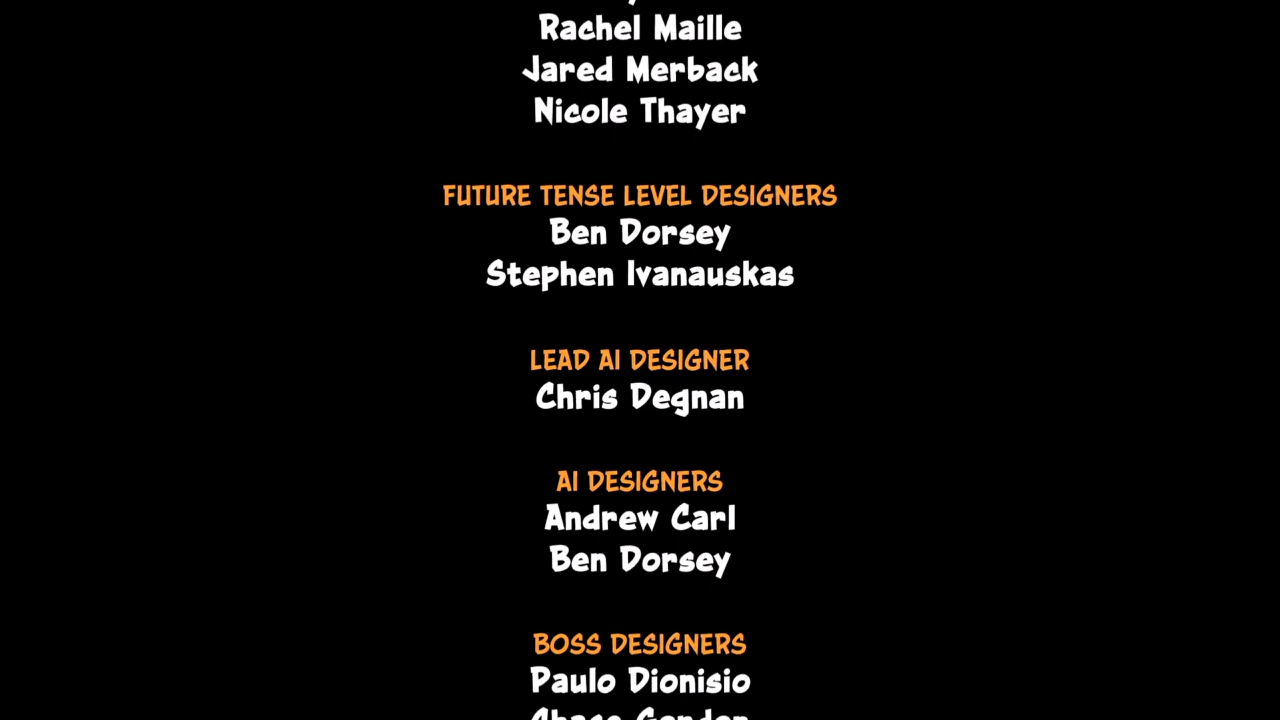 Rachel Maille
Jared Merback
Nicole Thayer
FUTURE TENSE LEVEL DESIGNERS
Ben Dorsey
Stephen Ivanauskas
LEAD AI DESIGNER
Chris Degnan
AI DESIGNERS
Andrew Carl
Ben Dorsey
BOSS DESIGNERS
Paulo Dionisio